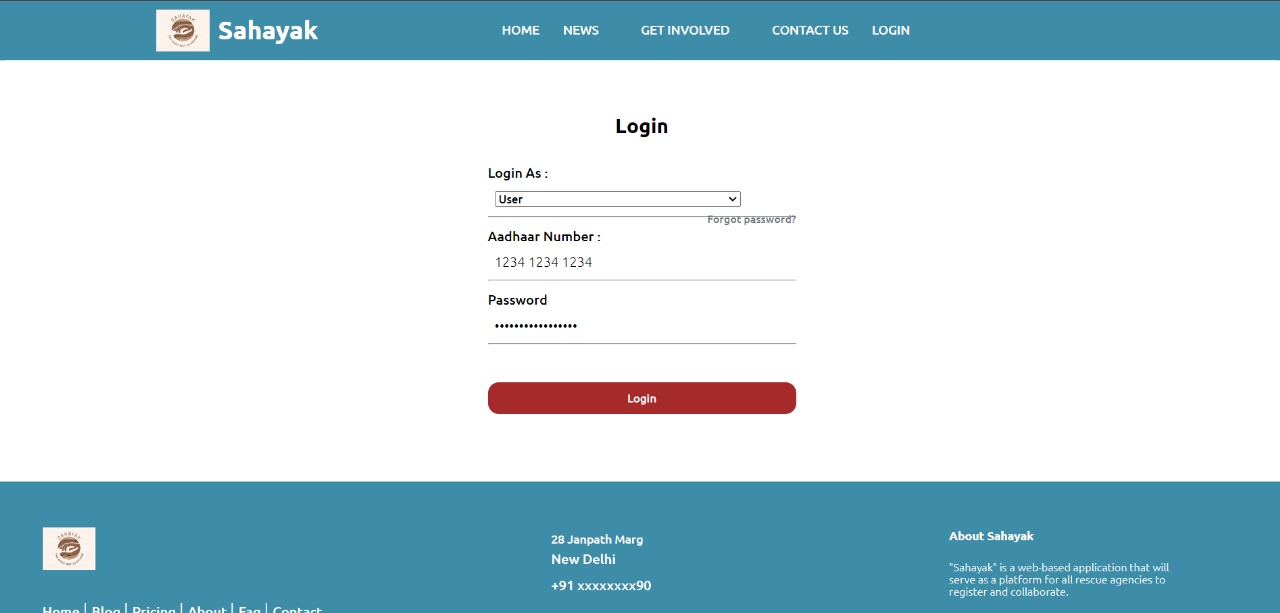 SAHAYAK
Sahayak
HOME NEWS GET INVOLVED CONTACT US LOGIN
Login
Login As :
User
Forgot password?
Aadhaar Number :
1234 1234 1234
Password
•••••••••••••••••
Login
SAHAYAK
28 Janpath Marg
New Delhi
+91 xxxxxxxx90
About Sahayak
"Sahayak" is a web-based application that will
serve as a platform for all rescue agencies to
register and collaborate.
Home | Blog | Pricing | About | Faq | Contact